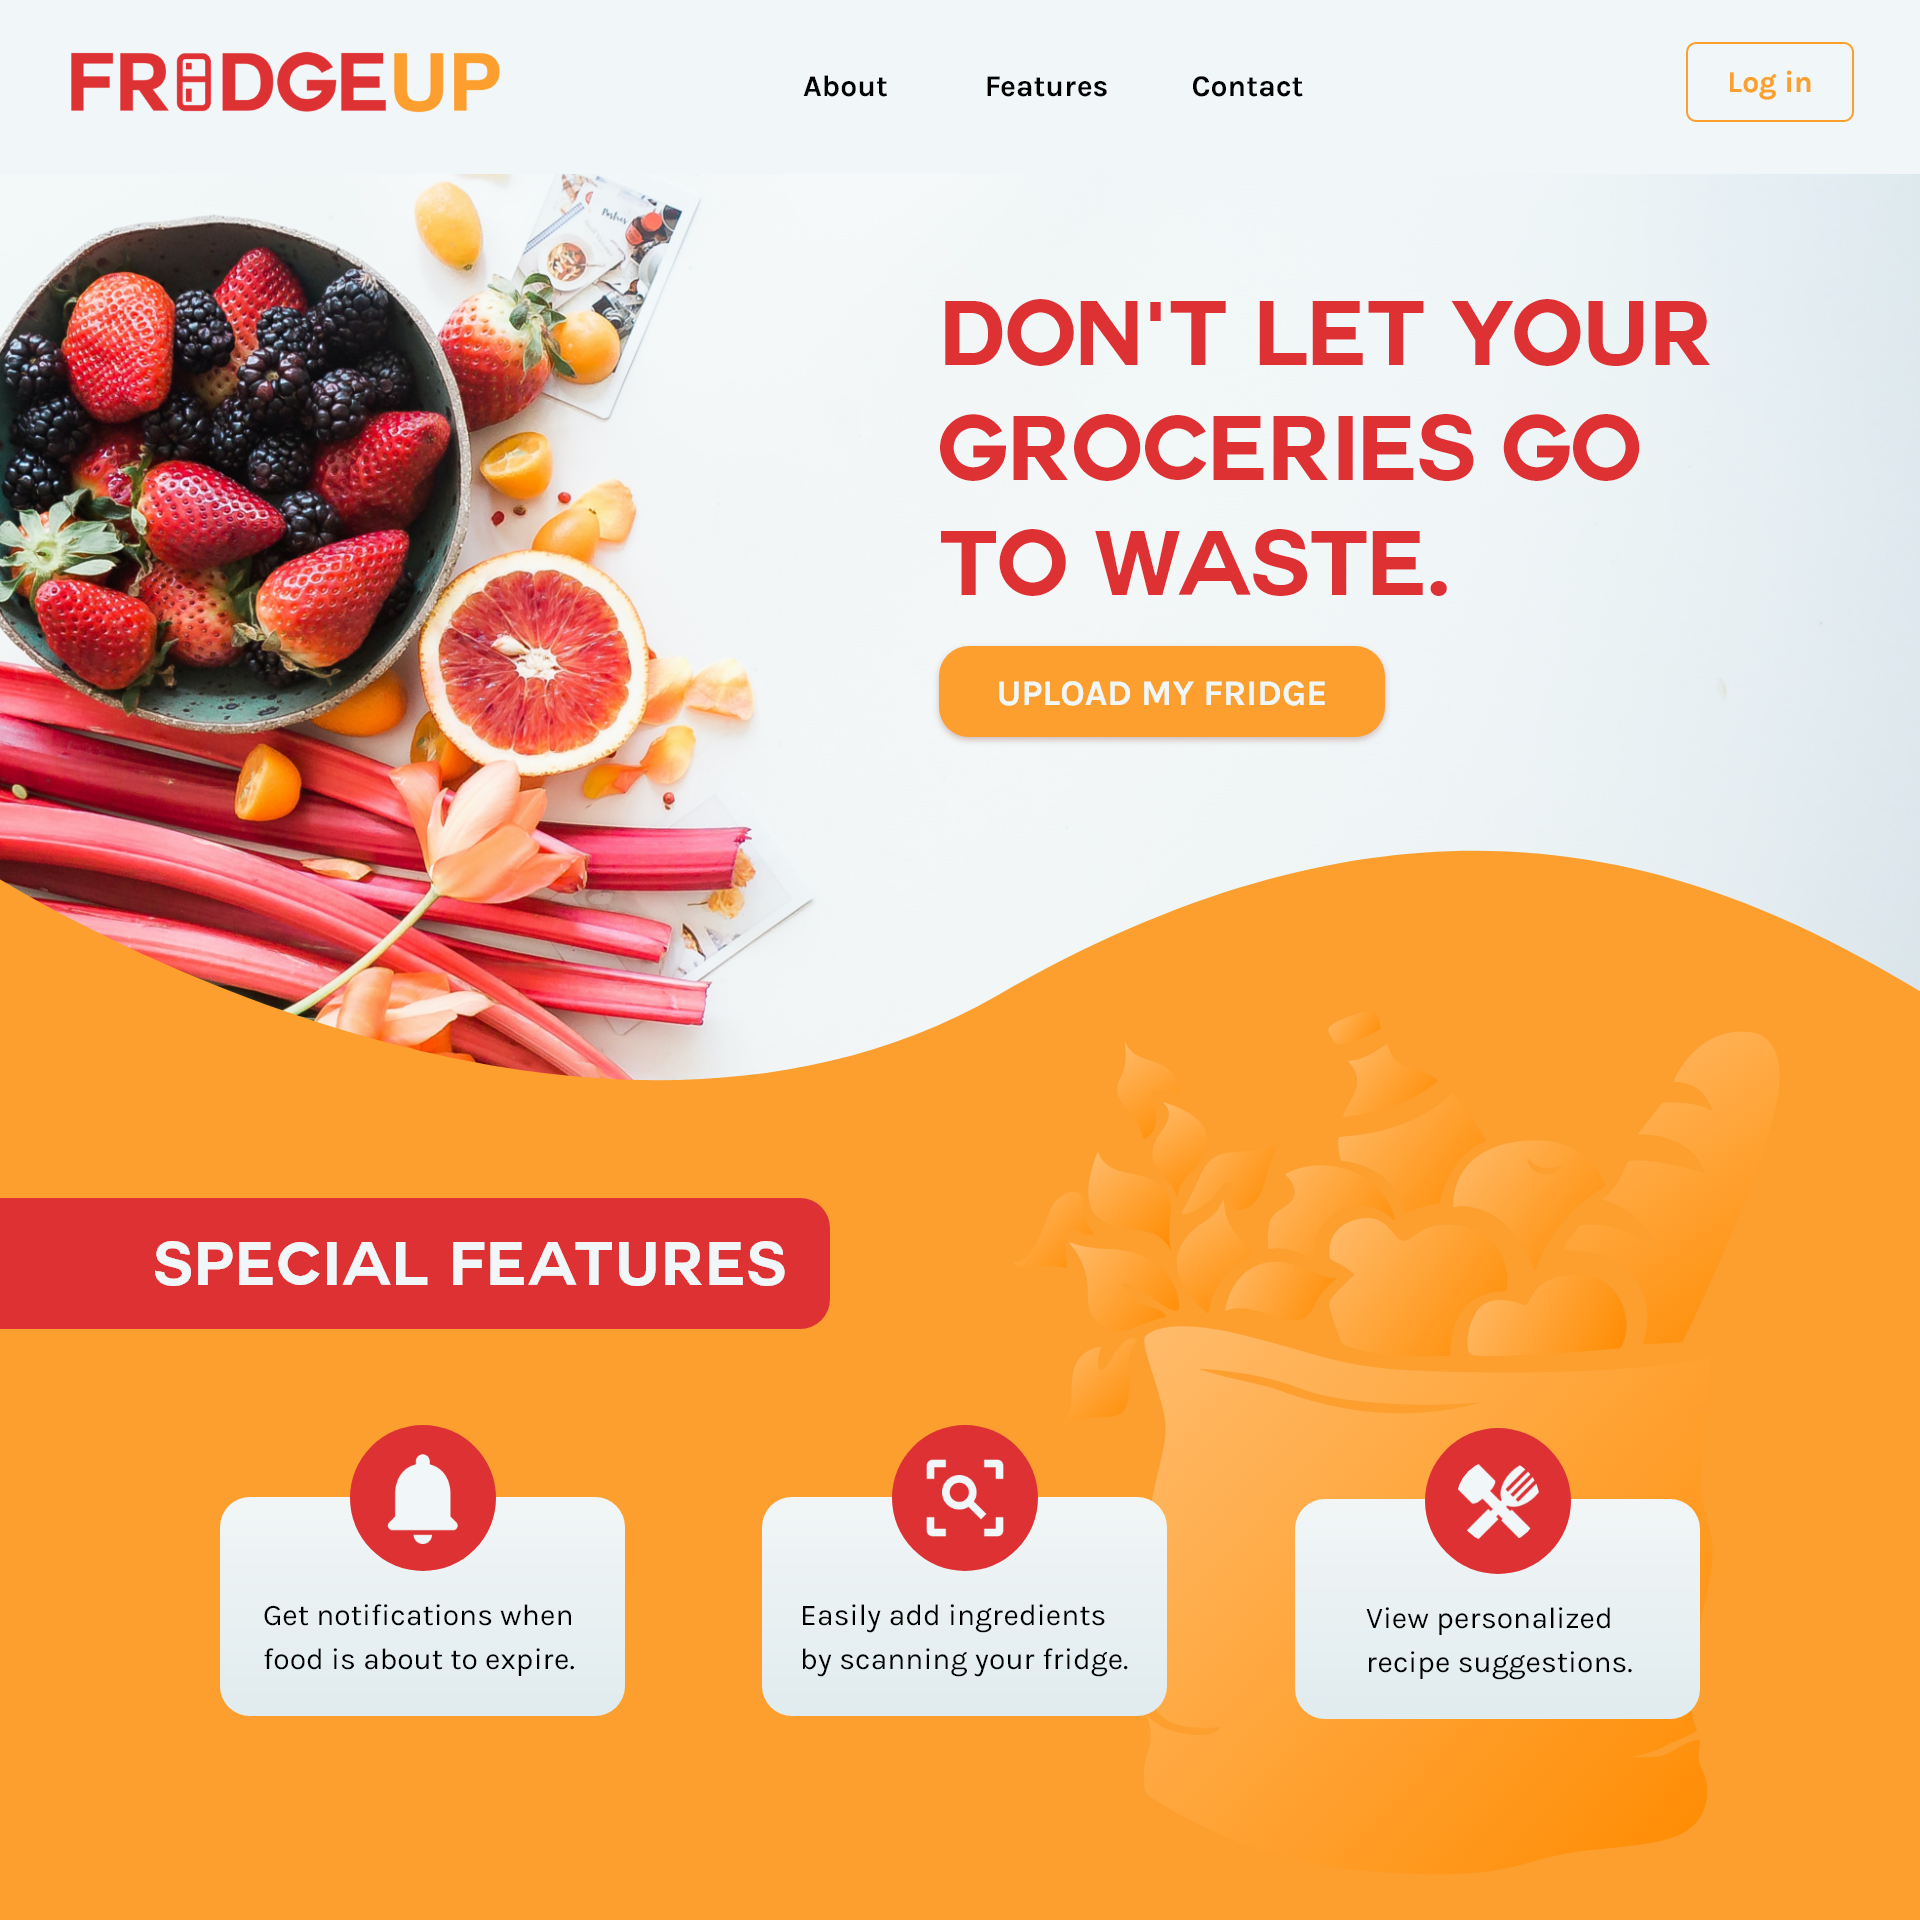 FRIDGEUP
About
Features
Contact
Log in
DON'T LET YOUR
GROCERIES GO
TO WASTE.
UPLOAD MY FRIDGE
SPECIAL FEATURES
Get notifications when
food is about to expire.
Easily add ingredients
by scanning your fridge.
View personalized
recipe suggestions.